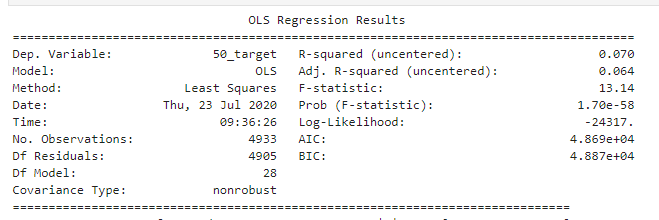 OLS Regression Results
==============================================================================
Dep. Variable: 50_target R-squared (uncentered): 0.070
Model: OLS Adj. R-squared (uncentered): 0.064
Method: Least Squares F-statistic: 13.14
Date: Thu, 23 Jul 2020 Prob (F-statistic): 1.70e-58
Time: 09:36:26 Log-Likelihood: -24317.
No. Observations: 4933 AIC: 4.869e+04
Df Residuals: 4905 BIC: 4.887e+04
Df Model: 28
Covariance Type: nonrobust
==============================================================================